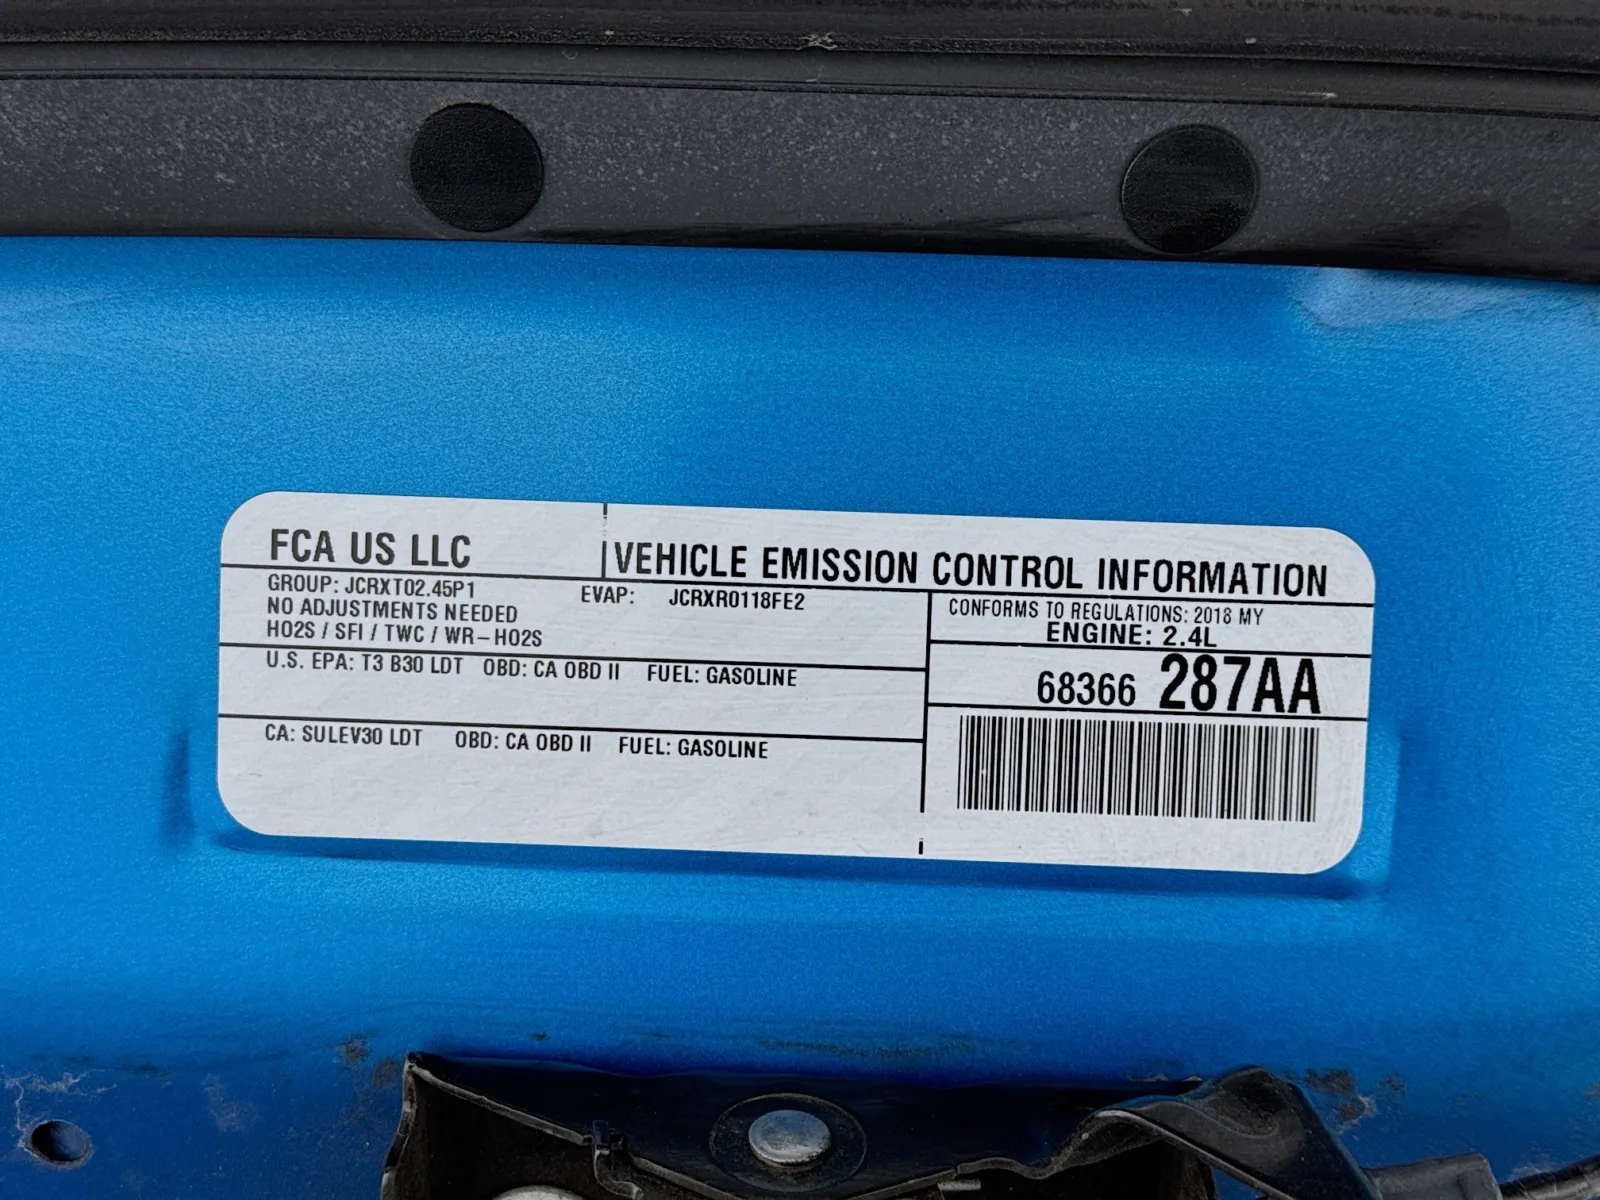 FCA US LLC
VEHICLE EMISSION CONTROL INFORMATION
GROUP: JCRXT02.45P1
EVAP: JCRXR0118FE2
NO ADJUSTMENTS NEEDED
HO2S / SFI / TWC / WR-HO2S
CONFORMS TO REGULATIONS: 2018 MY
ENGINE: 2.4L
U.S. EPA: T3 B30 LDT OBD: CA OBD II FUEL: GASOLINE
68366 287AA
CA: SULEV30 LDT OBD: CA OBD II FUEL: GASOLINE